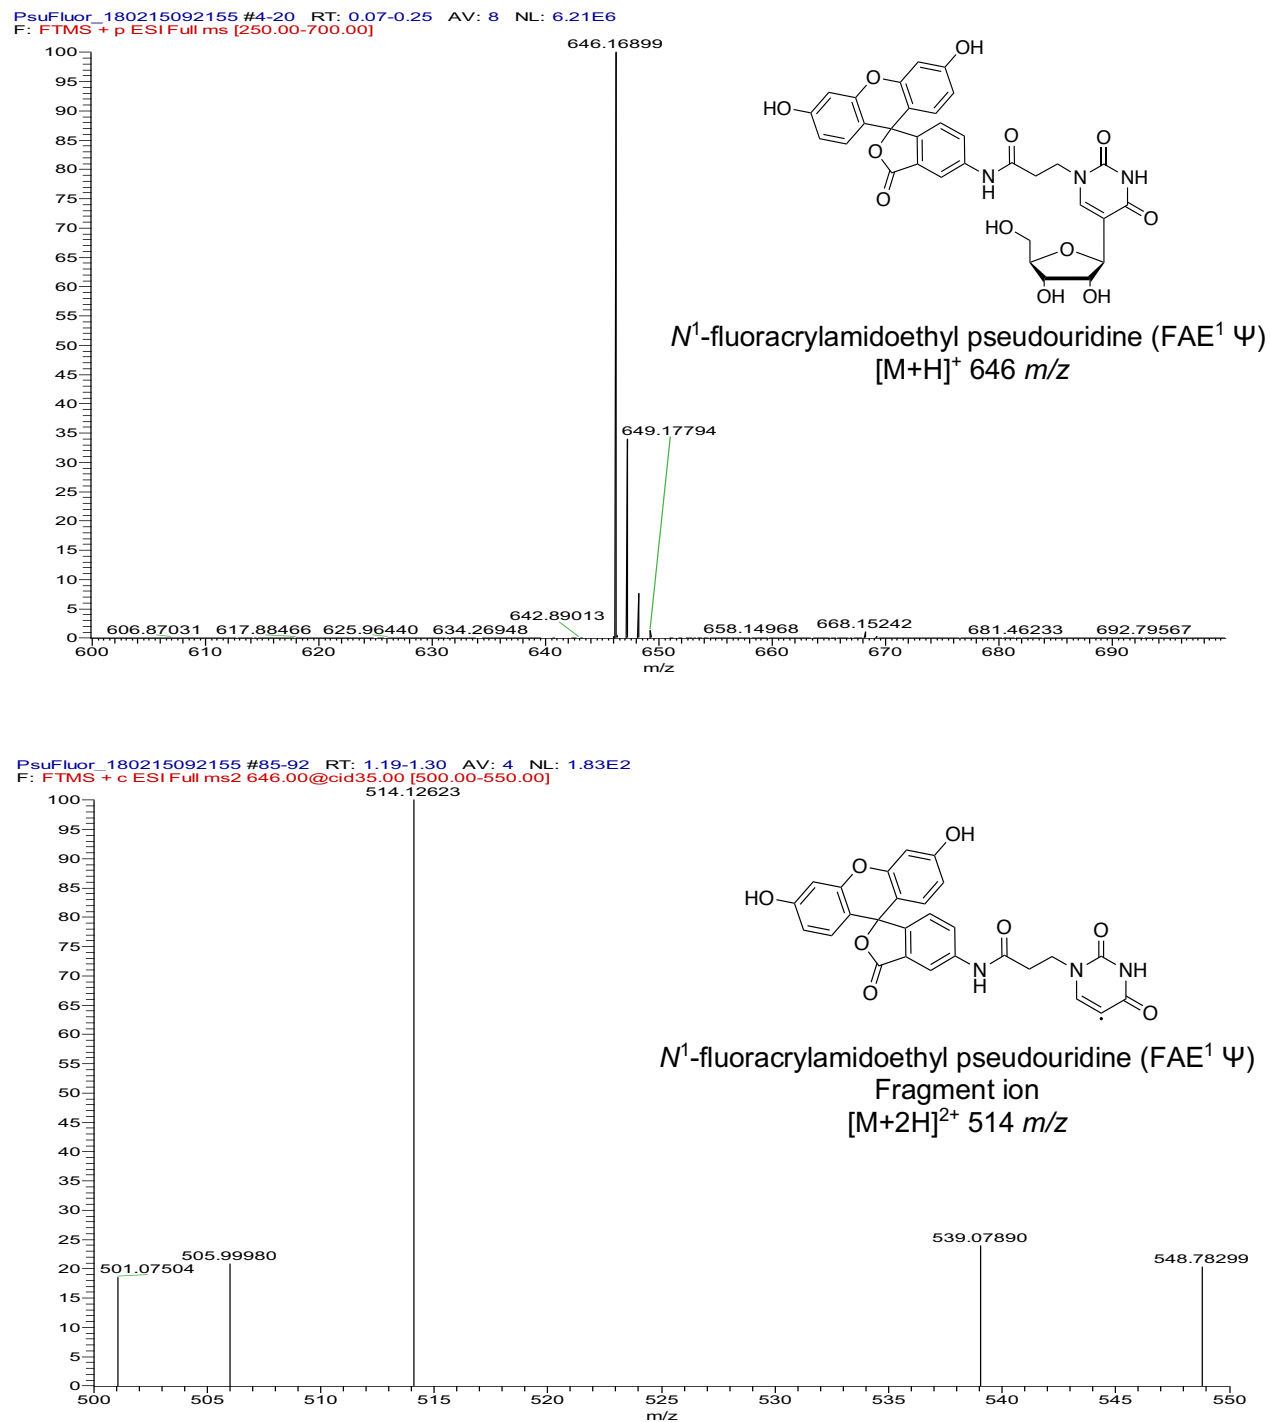 PsuFluor_180215092155 #4-20 RT: 0.07-0.25 AV: 8 NL: 6.21E6
F: FTMS + p ESI Full ms [250.00-700.00]
646.16899
100
95
90
85
80
75
70
65
60
55
50
45
40
35
30
25
20
15
10
5
0
649.17794
642.89013
606.87031 617.88466 625.96440 634.26948 658.14968 668.15242 681.46233 692.79567
600 610 620 630 640 650 660 670 680 690
m/z
OH
O
HO
O
O
N
H
O
N
O
NH
O
HO
O
OH OH
N1-fluoracrylamidoethyl pseudouridine (FAE1 Ψ)
[M+H]+ 646 m/z
PsuFluor_180215092155 #85-92 RT: 1.19-1.30 AV: 4 NL: 1.83E2
F: FTMS + c ESI Full ms2 646.00@cid35.00 [500.00-550.00]
514.12623
100
95
90
85
80
75
70
65
60
55
50
45
40
35
30
25
20
15
10
5
0
501.07504
505.99980
539.07890
548.78299
500 505 510 515 520 525 530 535 540 545 550
m/z
OH
O
HO
O
O
N
H
O
N
O
NH
O
N1-fluoracrylamidoethyl pseudouridine (FAE1 Ψ)
Fragment ion
[M+2H]2+ 514 m/z